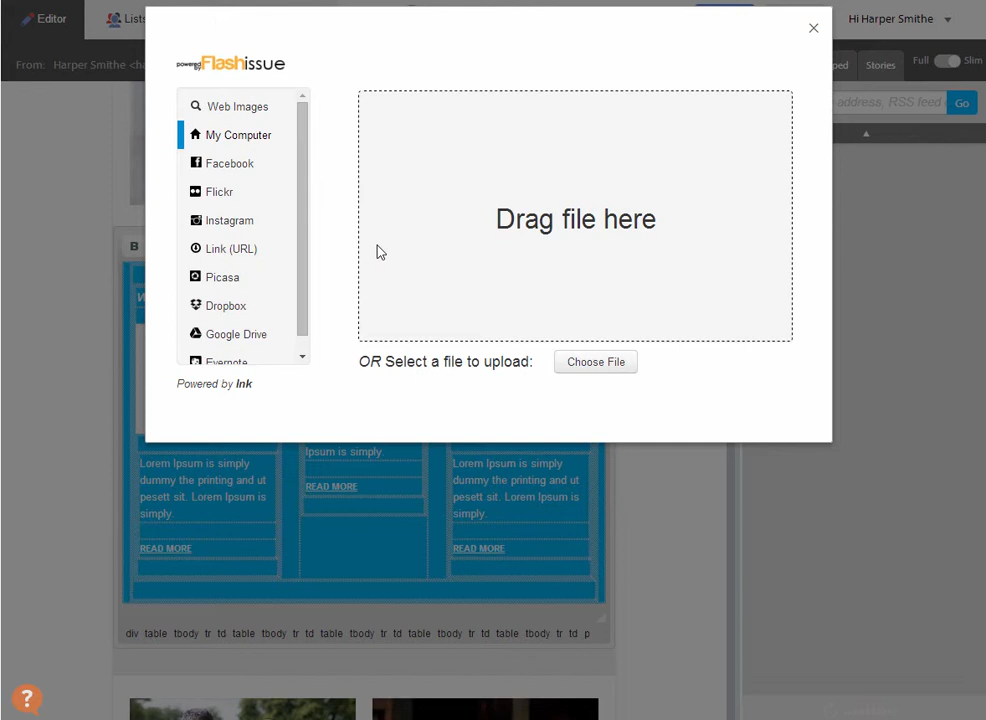 Editor
Lists
Hi Harper Smithe
From: Harper Smithe
ped
Stories
Full
Slim
address, RSS feed
Go
powered by Flashissue
Web Images
My Computer
Facebook
Flickr
Instagram
Link (URL)
Picasa
Dropbox
Google Drive
Evernote
Powered by Ink
Drag file here
OR Select a file to upload:
Choose File
B
Lorem Ipsum is simply
dummy the printing and ut
pesett sit. Lorem Ipsum is
simply.
READ MORE
Ipsum is simply.
READ MORE
Lorem Ipsum is simply
dummy the printing and ut
pesett sit. Lorem Ipsum is
simply.
READ MORE
div table tbody tr td table tbody tr td table tbody tr td table tbody tr td p
?